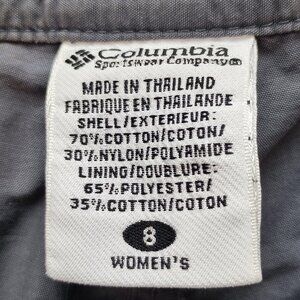 Columbia
Sportswear Company®
MADE IN THAILAND
FABRIQUE EN THAILANDE
SHELL/EXTERIEUR:
70%COTTON/COTON/
30%NYLON/POLYAMIDE
LINING/DOUBLURE:
65%POLYESTER/
35%COTTON/COTON
8
WOMEN'S